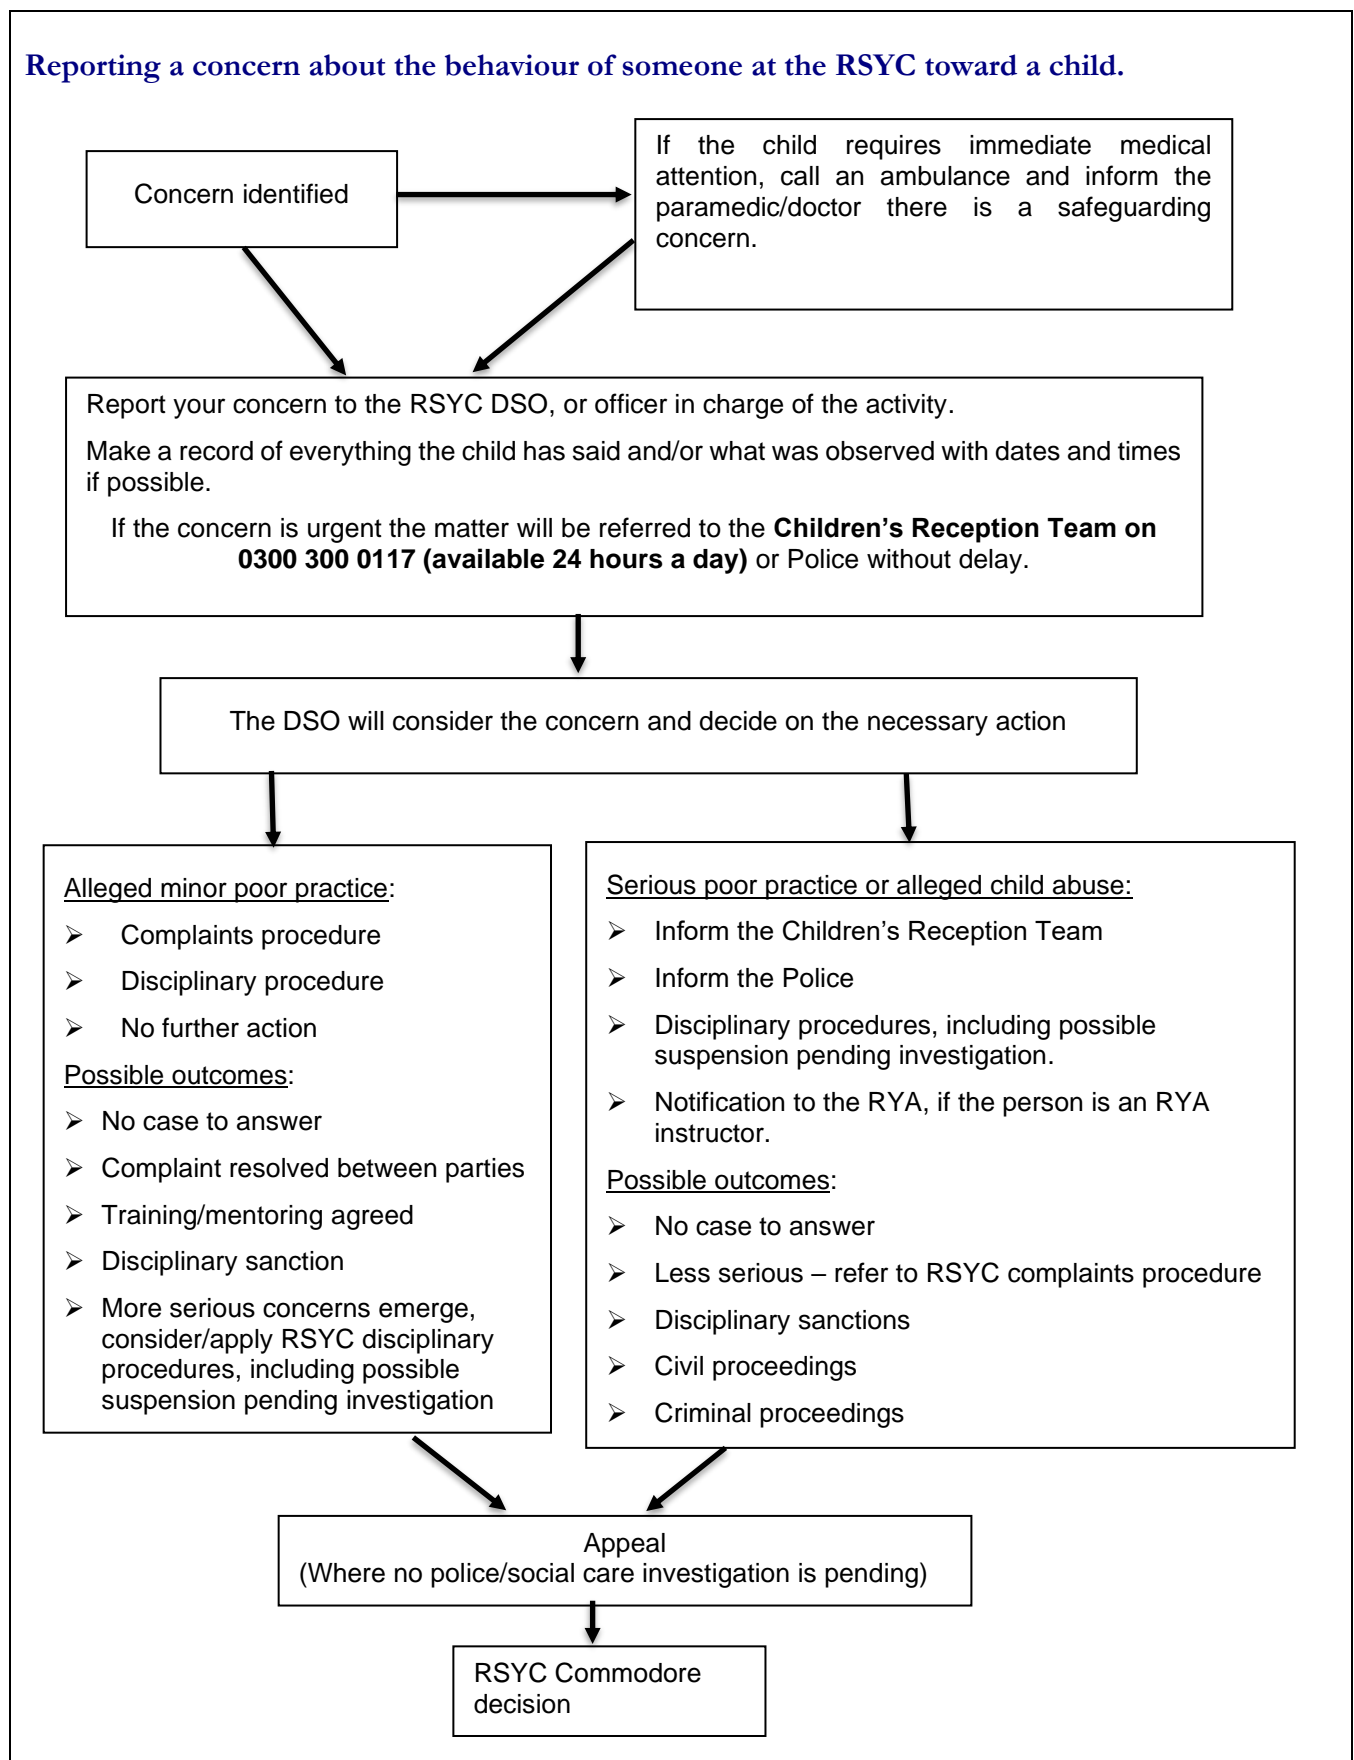 Reporting a concern about the behaviour of someone at the RSYC toward a child.
Concern identified
If the child requires immediate medical
attention, call an ambulance and inform the
paramedic/doctor there is a safeguarding
concern.
Report your concern to the RSYC DSO, or officer in charge of the activity.
Make a record of everything the child has said and/or what was observed with dates and times
if possible.
If the concern is urgent the matter will be referred to the Children’s Reception Team on
0300 300 0117 (available 24 hours a day) or Police without delay.
The DSO will consider the concern and decide on the necessary action
Alleged minor poor practice:
➢ Complaints procedure
➢ Disciplinary procedure
➢ No further action
Possible outcomes:
➢ No case to answer
➢ Complaint resolved between parties
➢ Training/mentoring agreed
➢ Disciplinary sanction
➢ More serious concerns emerge,
consider/apply RSYC disciplinary
procedures, including possible
suspension pending investigation
Serious poor practice or alleged child abuse:
➢ Inform the Children’s Reception Team
➢ Inform the Police
➢ Disciplinary procedures, including possible
suspension pending investigation.
➢ Notification to the RYA, if the person is an RYA
instructor.
Possible outcomes:
➢ No case to answer
➢ Less serious – refer to RSYC complaints procedure
➢ Disciplinary sanctions
➢ Civil proceedings
➢ Criminal proceedings
Appeal
(Where no police/social care investigation is pending)
RSYC Commodore
decision